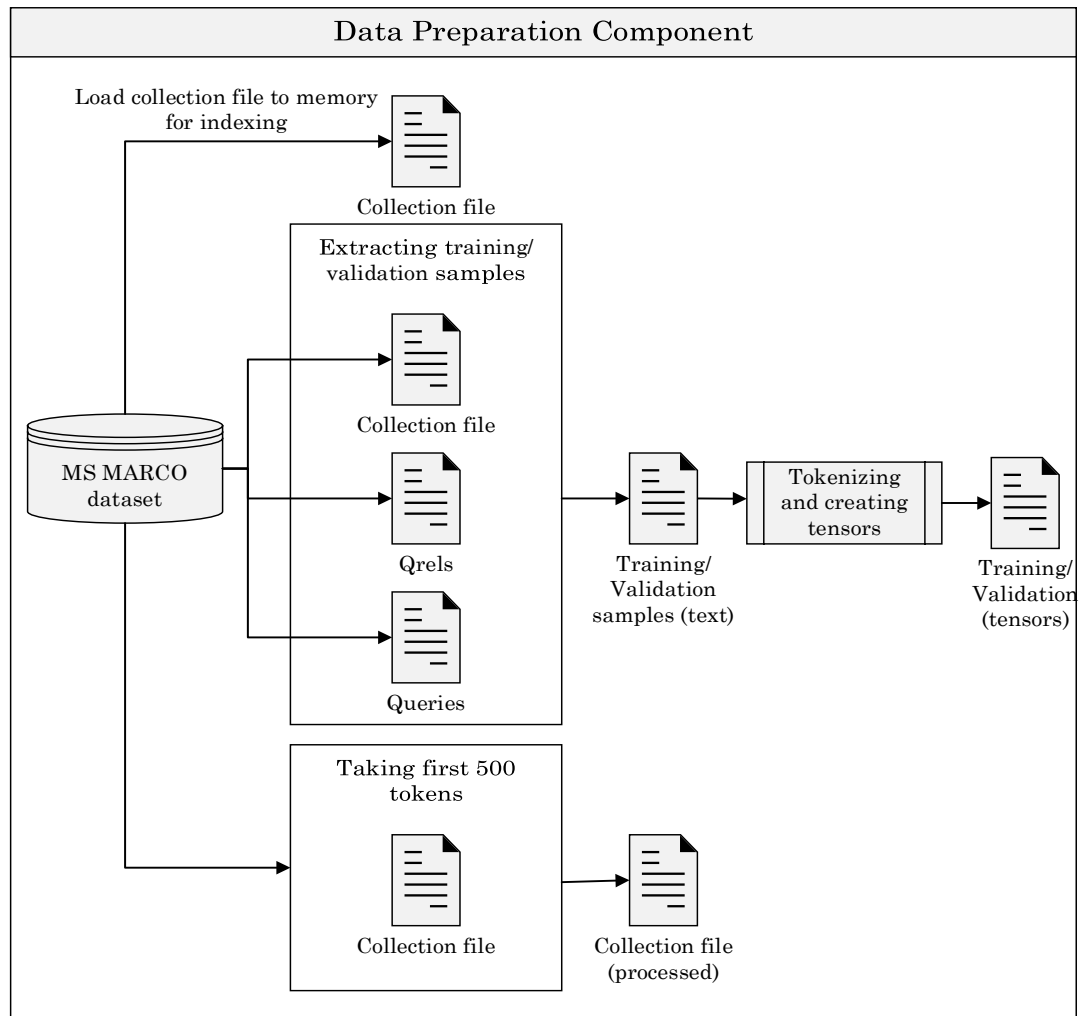 Data Preparation Component
Load collection file to memory
for indexing
Collection file
Extracting training/
validation samples
Collection file
MS MARCO
dataset
Qrels
Queries
Training/
Validation
samples (text)
Tokenizing
and creating
tensors
Training/
Validation
(tensors)
Taking first 500
tokens
Collection file
Collection file
(processed)